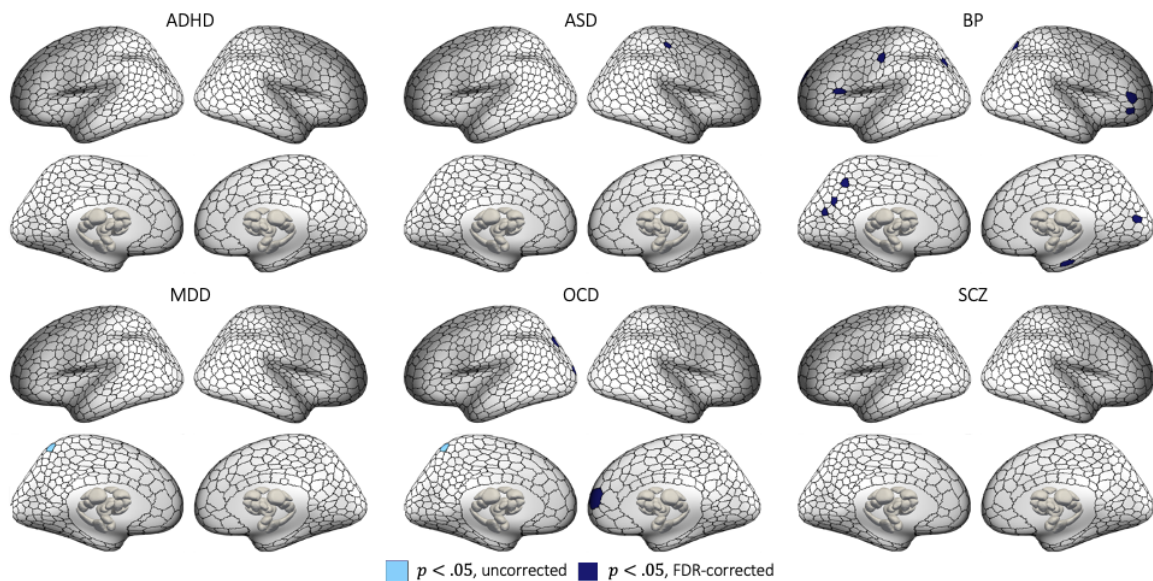 ADHD ASD BP
MDD OCD SCZ
p < .05, uncorrected p < .05, FDR-corrected